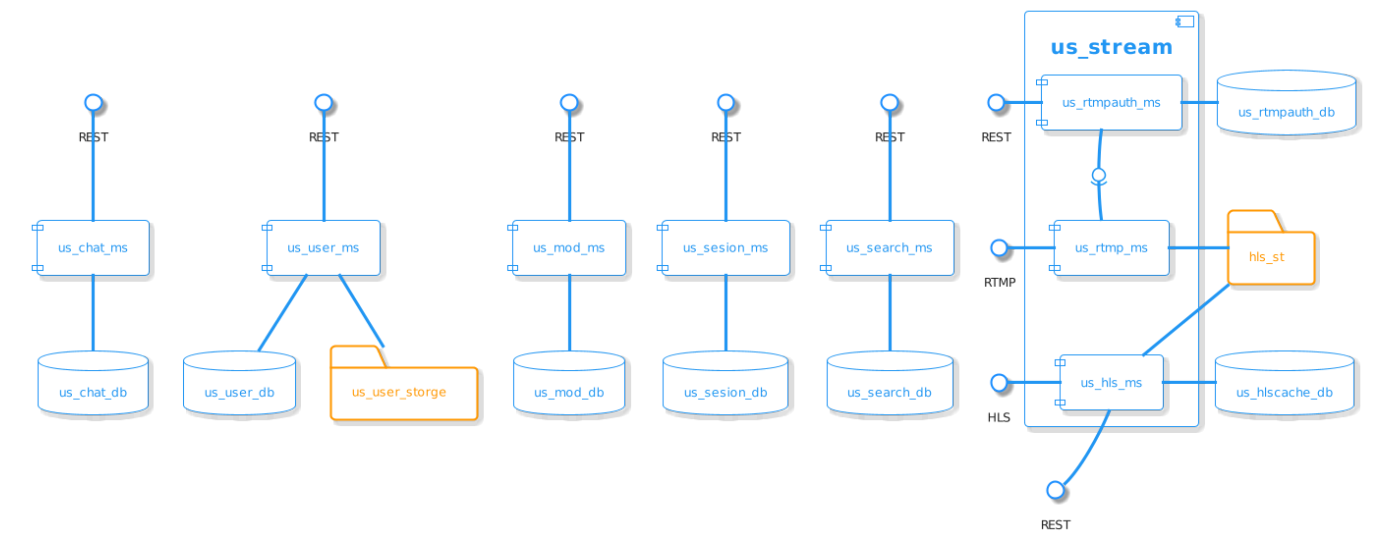 us_stream
us_rtmpauth_ms
us_rtmpauth_db
REST
REST
REST
REST
REST
REST
us_chat_ms
us_user_ms
us_mod_ms
us_sesion_ms
us_search_ms
us_rtmp_ms
hls_st
RTMP
us_chat_db
us_user_db
us_user_storge
us_mod_db
us_sesion_db
us_search_db
us_hls_ms
us_hlscache_db
HLS
REST